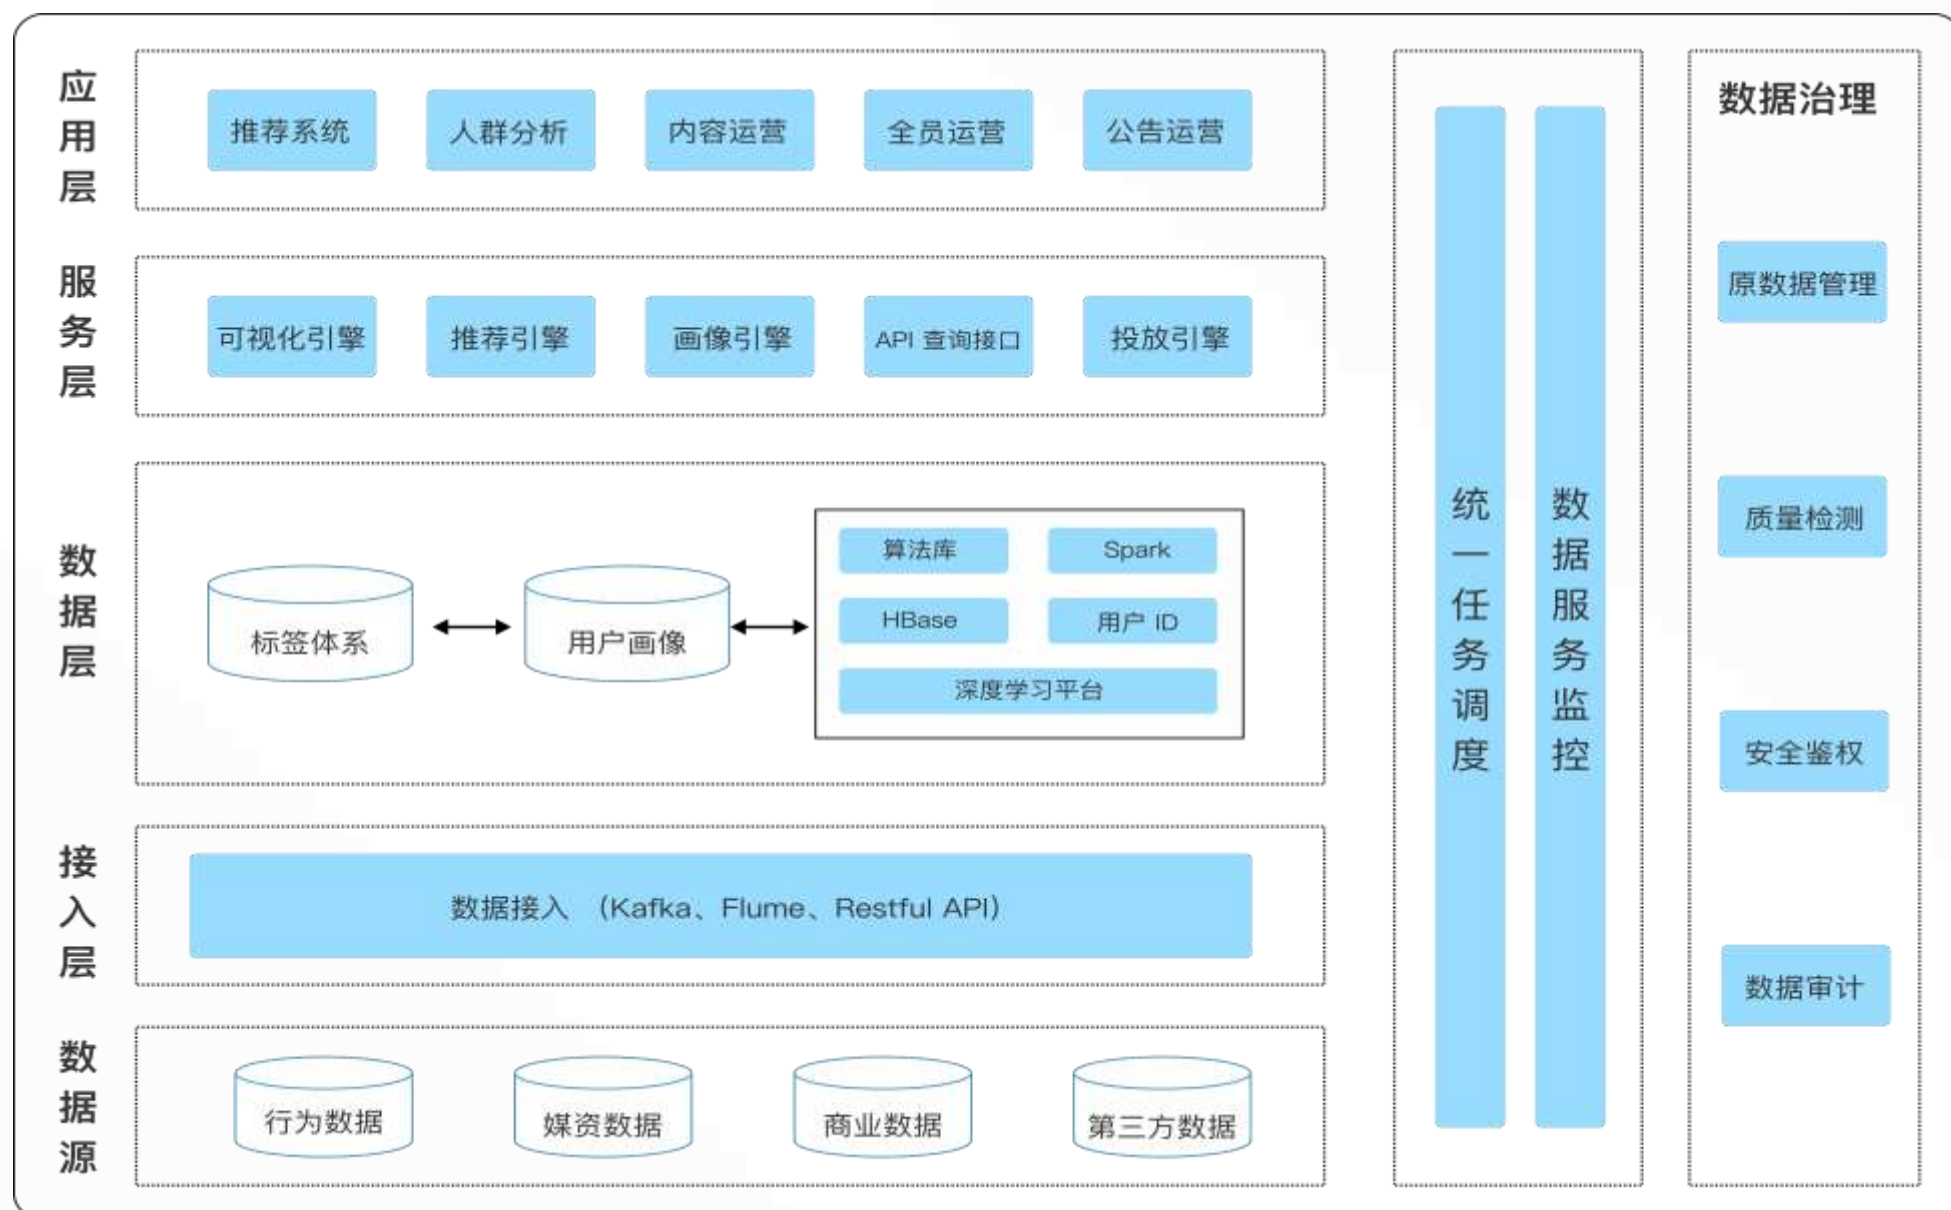 应用层
推荐系统
人群分析
内容运营
全员运营
公告运营
服务层
可视化引擎
推荐引擎
画像引擎
API 查询接口
投放引擎
数据层
标签体系
用户画像
算法库
Spark
HBase
用户 ID
深度学习平台
接入层
数据接入 （Kafka、Flume、Restful API）
数据源
行为数据
媒资数据
商业数据
第三方数据
统一任务调度
数据服务监控
数据治理
原数据管理
质量检测
安全鉴权
数据审计